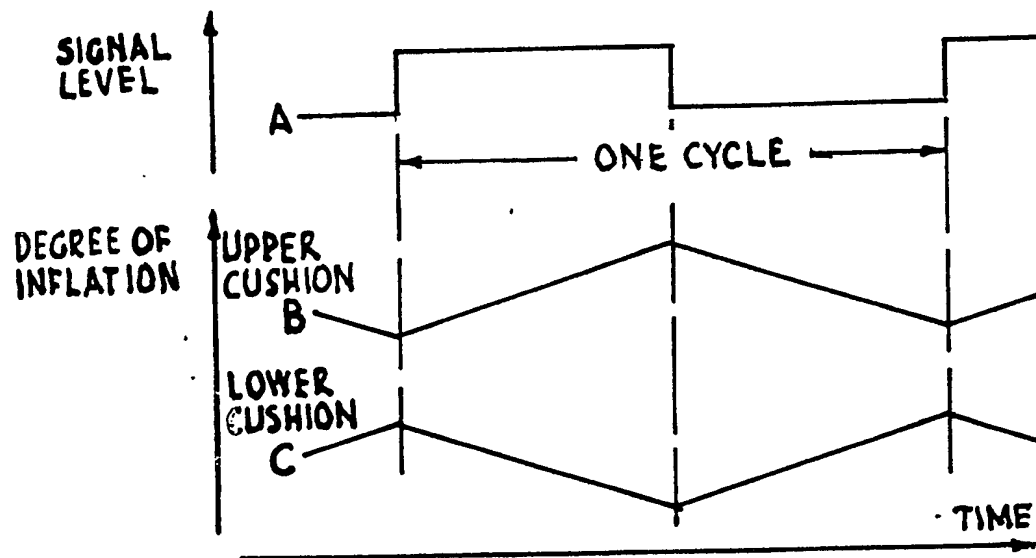 SIGNAL
LEVEL
A
ONE CYCLE
DEGREE OF
INFLATION
UPPER
CUSHION
B
LOWER
CUSHION
C
TIME